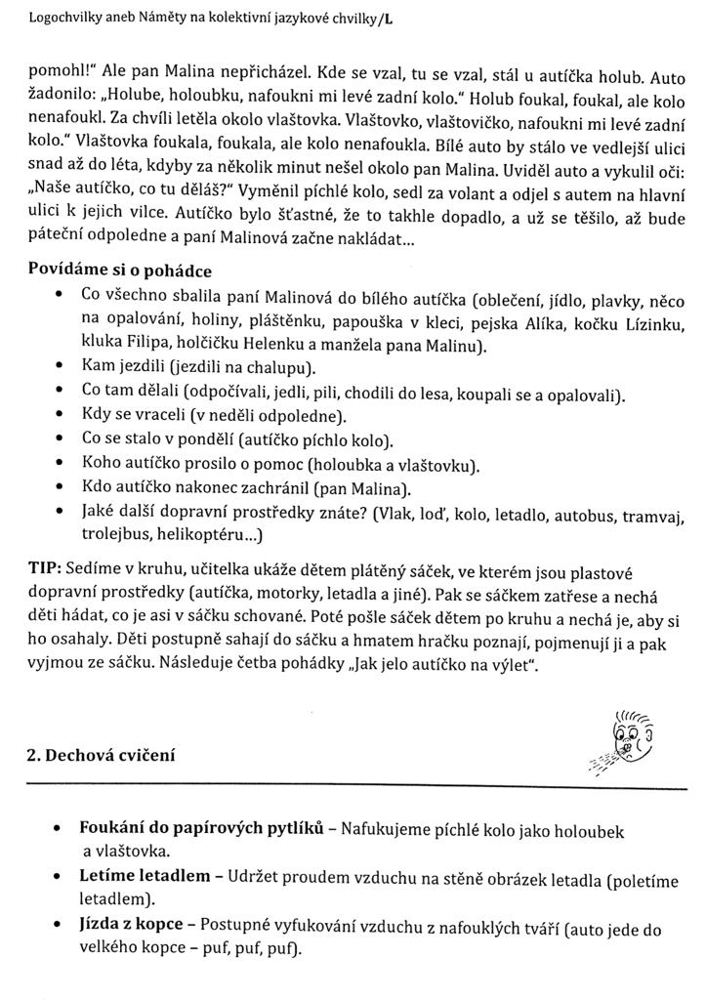 Logochvilky aneb Náměty na kolektivní jazykové chvilky/L
pomohl!“ Ale pan Malina nepřicházel. Kde se vzal, tu se vzal, stál u autíčka holub. Auto
žadonilo: „Holube, holoubku, nafoukni mi levé zadní kolo.“ Holub foukal, foukal, ale kolo
nenafoukl. Za chvíli letěla okolo vlaštovka. Vlaštovko, vlaštovičko, nafoukni mi levé zadní
kolo.“ Vlaštovka foukala, foukala, ale kolo nenafoukla. Bílé auto by stálo ve vedlejší ulici
snad až do léta, kdyby za několik minut nešel okolo pan Malina. Uviděl auto a vykulil oči:
„Naše autíčko, co tu děláš?“ Vyměnil píchlé kolo, sedl za volant a odjel s autem na hlavní
ulici k jejich vilce. Autíčko bylo šťastné, že to takhle dopadlo, a už se těšilo, až bude
páteční odpoledne a paní Malinová začne nakládat...
Povídáme si o pohádce
• Co všechno sbalila paní Malinová do bílého autíčka (oblečení, jídlo, plavky, něco
na opalování, holiny, pláštěnku, papouška v kleci, pejska Alíka, kočku Lízinku,
kluka Filipa, holčičku Helenku a manžela pana Malinu).
• Kam jezdili (jezdili na chalupu).
• Co tam dělali (odpočívali, jedli, pili, chodili do lesa, koupali se a opalovali).
• Kdy se vraceli (v neděli odpoledne).
• Co se stalo v pondělí (autíčko píchlo kolo).
• Koho autíčko prosilo o pomoc (holoubka a vlaštovku).
• Kdo autíčko nakonec zachránil (pan Malina).
• Jaké další dopravní prostředky znáte? (Vlak, loď, kolo, letadlo, autobus, tramvaj,
trolejbus, helikoptéru...)
TIP: Sedíme v kruhu, učitelka ukáže dětem plátěný sáček, ve kterém jsou plastové
dopravní prostředky (autíčka, motorky, letadla a jiné). Pak se sáčkem zatřese a nechá
děti hádat, co je asi v sáčku schované. Poté pošle sáček dětem po kruhu a nechá je, aby si
ho osahaly. Děti postupně sahají do sáčku a hmatem hračku poznají, pojmenují ji a pak
vyjmou ze sáčku. Následuje četba pohádky „Jak jelo autíčko na výlet“.
2. Dechová cvičení
• Foukání do papírových pytlíků – Nafukujeme píchlé kolo jako holoubek
a vlaštovka.
• Letíme letadlem – Udržet proudem vzduchu na stěně obrázek letadla (poletíme
letadlem).
• Jízda z kopce – Postupné vyfukování vzduchu z nafouklých tváří (auto jede do
velkého kopce – puf, puf, puf).